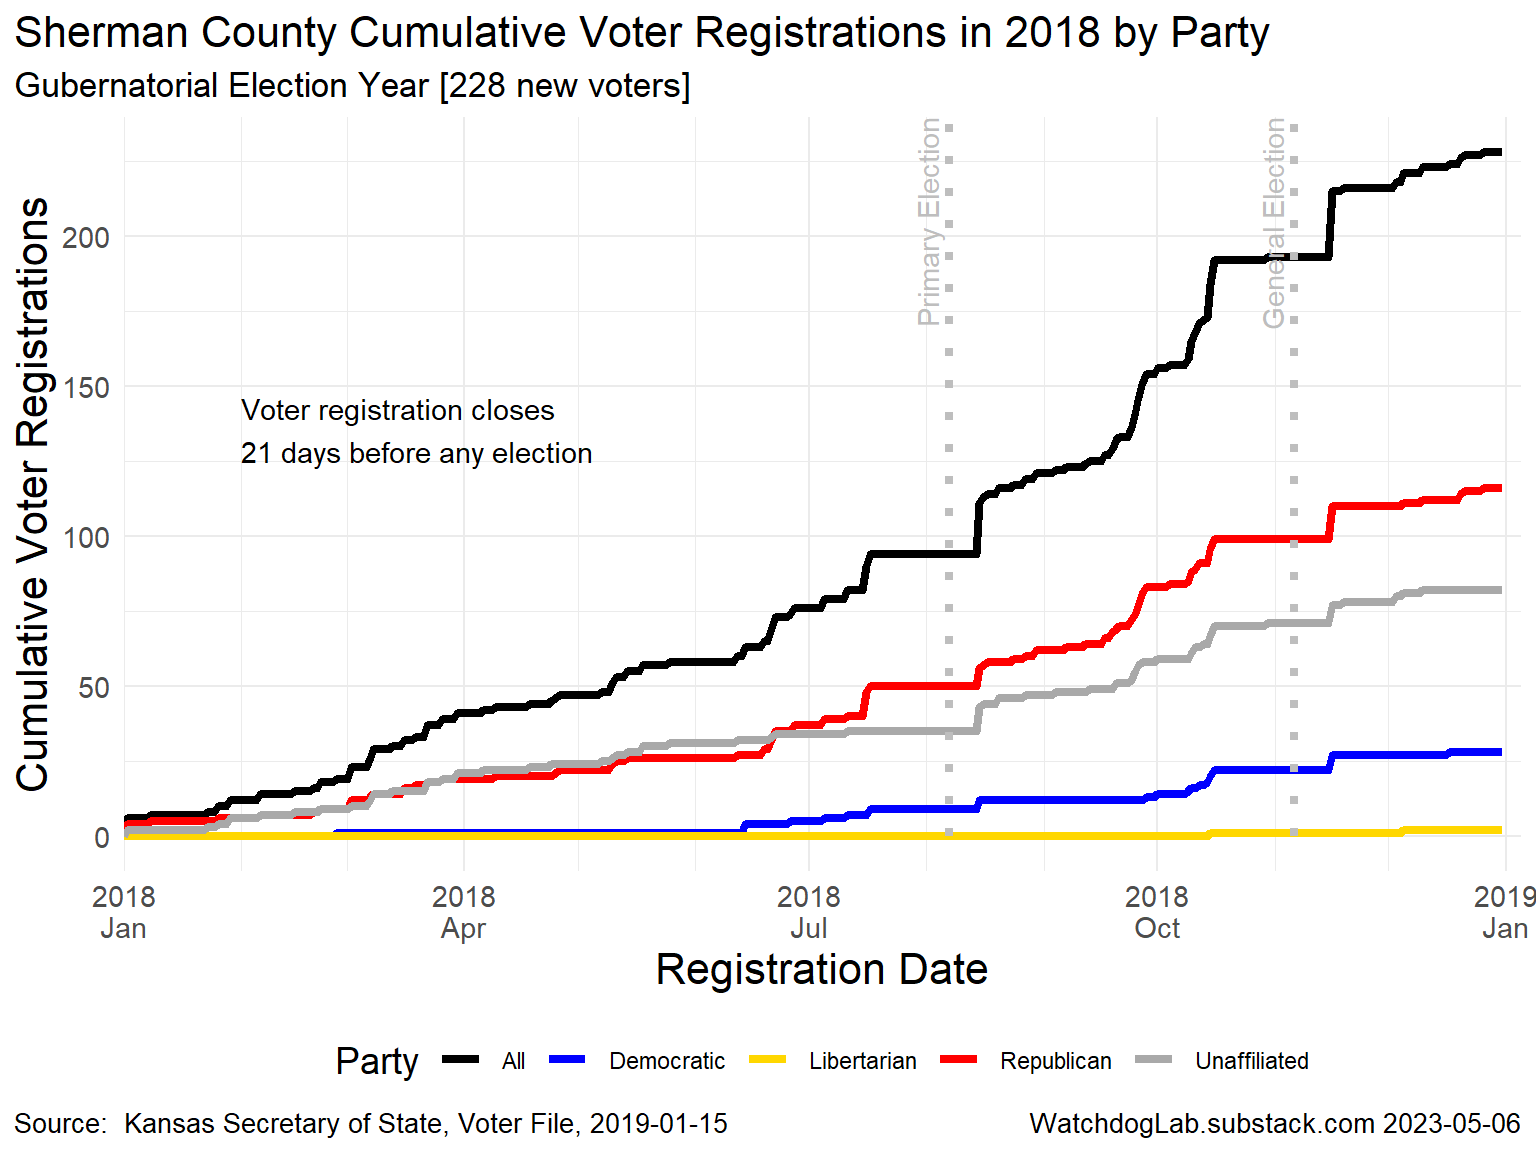 Sherman County Cumulative Voter Registrations in 2018 by Party
Gubernatorial Election Year [228 new voters]
Cumulative Voter Registrations
200
150
100
50
0
Primary Election
General Election
Voter registration closes
21 days before any election
2018 2018 2018 2018 2019
Jan Apr Jul Oct Jan
Registration Date
Party All Democratic Libertarian Republican Unaffiliated
Source:  Kansas Secretary of State, Voter File, 2019-01-15
WatchdogLab.substack.com 2023-05-06